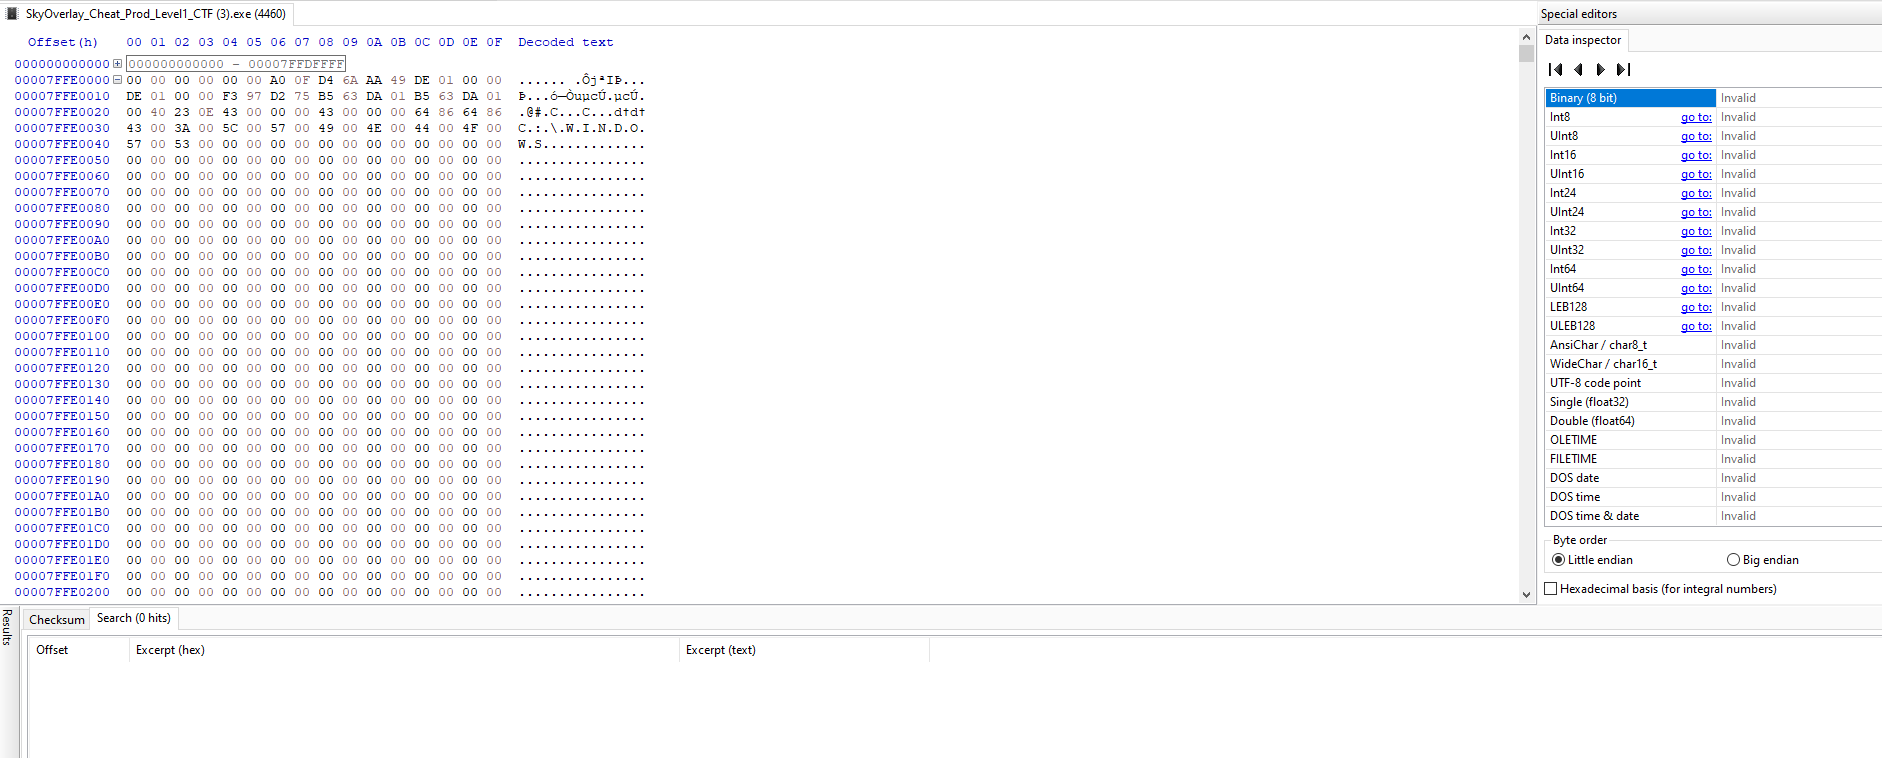 SkyOverlay_Cheat_Prod_Level1_CTF (3).exe (4460)
Offset(h) 00 01 02 03 04 05 06 07 08 09 0A 0B 0C 0D 0E 0F Decoded text
000000000000 000000000000 – 00007FFDFFFF
00007FFE0000 00 00 00 00 00 00 A0 0F D4 6A AA 49 DE 01 00 00 ...... .ÔjªIÞ...
00007FFE0010 DE 01 00 00 F3 97 D2 75 B5 63 DA 01 B5 63 DA 01 Þ...ó—ÒuµcÚ.µcÚ.
00007FFE0020 00 40 23 0E 43 00 00 00 43 00 00 00 64 86 64 86 .@#.C...C...d†d†
00007FFE0030 43 00 3A 00 5C 00 57 00 49 00 4E 00 44 00 4F 00 C.:.\.W.I.N.D.O.
00007FFE0040 57 00 53 00 00 00 00 00 00 00 00 00 00 00 00 00 W.S.............
00007FFE0050 00 00 00 00 00 00 00 00 00 00 00 00 00 00 00 00 ................
00007FFE0060 00 00 00 00 00 00 00 00 00 00 00 00 00 00 00 00 ................
00007FFE0070 00 00 00 00 00 00 00 00 00 00 00 00 00 00 00 00 ................
00007FFE0080 00 00 00 00 00 00 00 00 00 00 00 00 00 00 00 00 ................
00007FFE0090 00 00 00 00 00 00 00 00 00 00 00 00 00 00 00 00 ................
00007FFE00A0 00 00 00 00 00 00 00 00 00 00 00 00 00 00 00 00 ................
00007FFE00B0 00 00 00 00 00 00 00 00 00 00 00 00 00 00 00 00 ................
00007FFE00C0 00 00 00 00 00 00 00 00 00 00 00 00 00 00 00 00 ................
00007FFE00D0 00 00 00 00 00 00 00 00 00 00 00 00 00 00 00 00 ................
00007FFE00E0 00 00 00 00 00 00 00 00 00 00 00 00 00 00 00 00 ................
00007FFE00F0 00 00 00 00 00 00 00 00 00 00 00 00 00 00 00 00 ................
00007FFE0100 00 00 00 00 00 00 00 00 00 00 00 00 00 00 00 00 ................
00007FFE0110 00 00 00 00 00 00 00 00 00 00 00 00 00 00 00 00 ................
00007FFE0120 00 00 00 00 00 00 00 00 00 00 00 00 00 00 00 00 ................
00007FFE0130 00 00 00 00 00 00 00 00 00 00 00 00 00 00 00 00 ................
00007FFE0140 00 00 00 00 00 00 00 00 00 00 00 00 00 00 00 00 ................
00007FFE0150 00 00 00 00 00 00 00 00 00 00 00 00 00 00 00 00 ................
00007FFE0160 00 00 00 00 00 00 00 00 00 00 00 00 00 00 00 00 ................
00007FFE0170 00 00 00 00 00 00 00 00 00 00 00 00 00 00 00 00 ................
00007FFE0180 00 00 00 00 00 00 00 00 00 00 00 00 00 00 00 00 ................
00007FFE0190 00 00 00 00 00 00 00 00 00 00 00 00 00 00 00 00 ................
00007FFE01A0 00 00 00 00 00 00 00 00 00 00 00 00 00 00 00 00 ................
00007FFE01B0 00 00 00 00 00 00 00 00 00 00 00 00 00 00 00 00 ................
00007FFE01C0 00 00 00 00 00 00 00 00 00 00 00 00 00 00 00 00 ................
00007FFE01D0 00 00 00 00 00 00 00 00 00 00 00 00 00 00 00 00 ................
00007FFE01E0 00 00 00 00 00 00 00 00 00 00 00 00 00 00 00 00 ................
00007FFE01F0 00 00 00 00 00 00 00 00 00 00 00 00 00 00 00 00 ................
00007FFE0200 00 00 00 00 00 00 00 00 00 00 00 00 00 00 00 00 ................
Special editors
Data inspector
Binary (8 bit) Invalid
Int8 go to: Invalid
UInt8 go to: Invalid
Int16 go to: Invalid
UInt16 go to: Invalid
Int24 go to: Invalid
UInt24 go to: Invalid
Int32 go to: Invalid
UInt32 go to: Invalid
Int64 go to: Invalid
UInt64 go to: Invalid
LEB128 go to: Invalid
ULEB128 go to: Invalid
AnsiChar / char8_t Invalid
WideChar / char16_t Invalid
UTF-8 code point Invalid
Single (float32) Invalid
Double (float64) Invalid
OLETIME Invalid
FILETIME Invalid
DOS date Invalid
DOS time Invalid
DOS time & date Invalid
Byte order
Little endian Big endian
Hexadecimal basis (for integral numbers)
Results
Checksum Search (0 hits)
Offset Excerpt (hex) Excerpt (text)